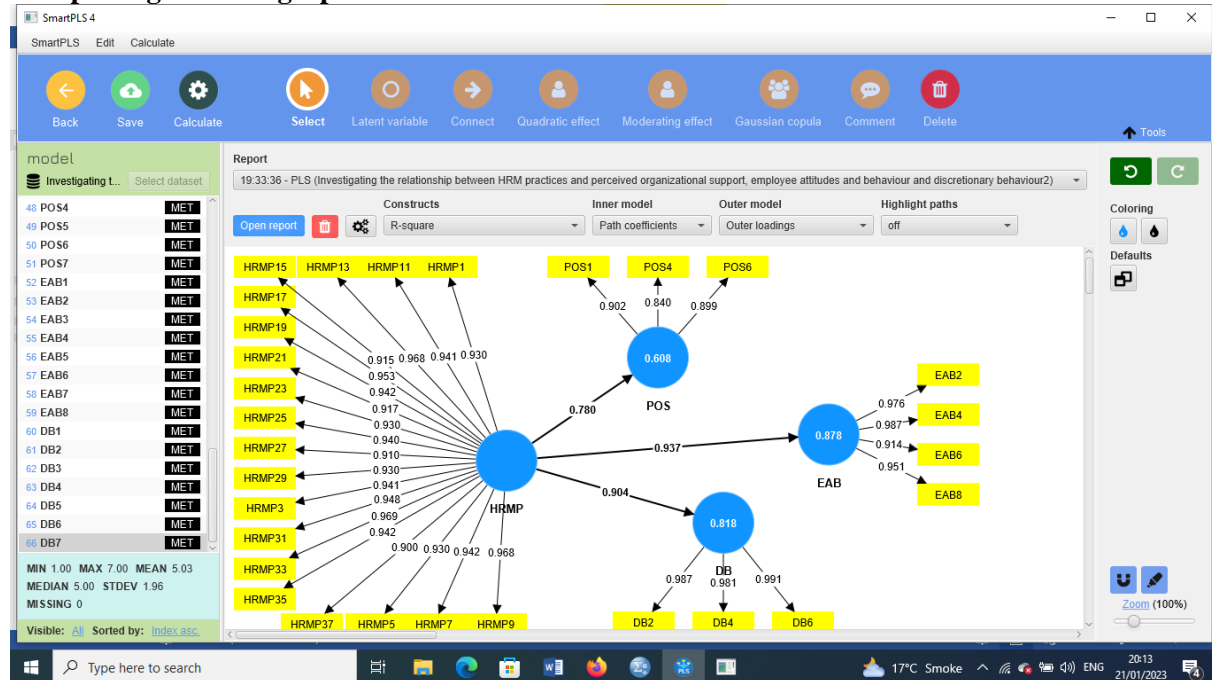 SmartPLS 4
SmartPLS Edit Calculate
Back Save Calculate Select Latent variable Connect Quadratic effect Moderating effect Gaussian copula Comment Delete
Tools
model
Investigating t... Select dataset
48 POS4 MET
49 POS5 MET
50 POS6 MET
51 POS7 MET
52 EAB1 MET
53 EAB2 MET
54 EAB3 MET
55 EAB4 MET
56 EAB5 MET
57 EAB6 MET
58 EAB7 MET
59 EAB8 MET
60 DB1 MET
61 DB2 MET
62 DB3 MET
63 DB4 MET
64 DB5 MET
65 DB6 MET
66 DB7 MET
MIN 1.00 MAX 7.00 MEAN 5.03
MEDIAN 5.00 STDEV 1.96
MISSING 0
Visible: All Sorted by: Index asc.
Report
19:33:36 - PLS (Investigating the relationship between HRM practices and perceived organizational support, employee attitudes and behaviour and discretionary behaviour2)
Constructs Inner model Outer model Highlight paths
Open report R-square Path coefficients Outer loadings off
HRMP15 HRMP13 HRMP11 HRMP1 POS1 POS4 POS6
HRMP17
0.902 0.840 0.899
HRMP19
HRMP21
0.915 0.968 0.941 0.930
0.608
0.953
EAB2
HRMP23
0.942
0.917
0.780
POS
0.976
HRMP25
0.930
EAB4
0.987
0.940
0.878
HRMP27
0.910
0.937
0.914
EAB6
0.930
0.951
HRMP29
0.941
EAB
0.904
EAB8
0.948
HRMP3
HRMP
0.969
0.818
HRMP31
0.942
0.900 0.930 0.942 0.968
HRMP33
DB
0.987 0.981 0.991
HRMP35
HRMP37 HRMP5 HRMP7 HRMP9 DB2 DB4 DB6
Coloring
Defaults
Zoom (100%)
Type here to search
17°C Smoke
ENG
20:13
21/01/2023
4